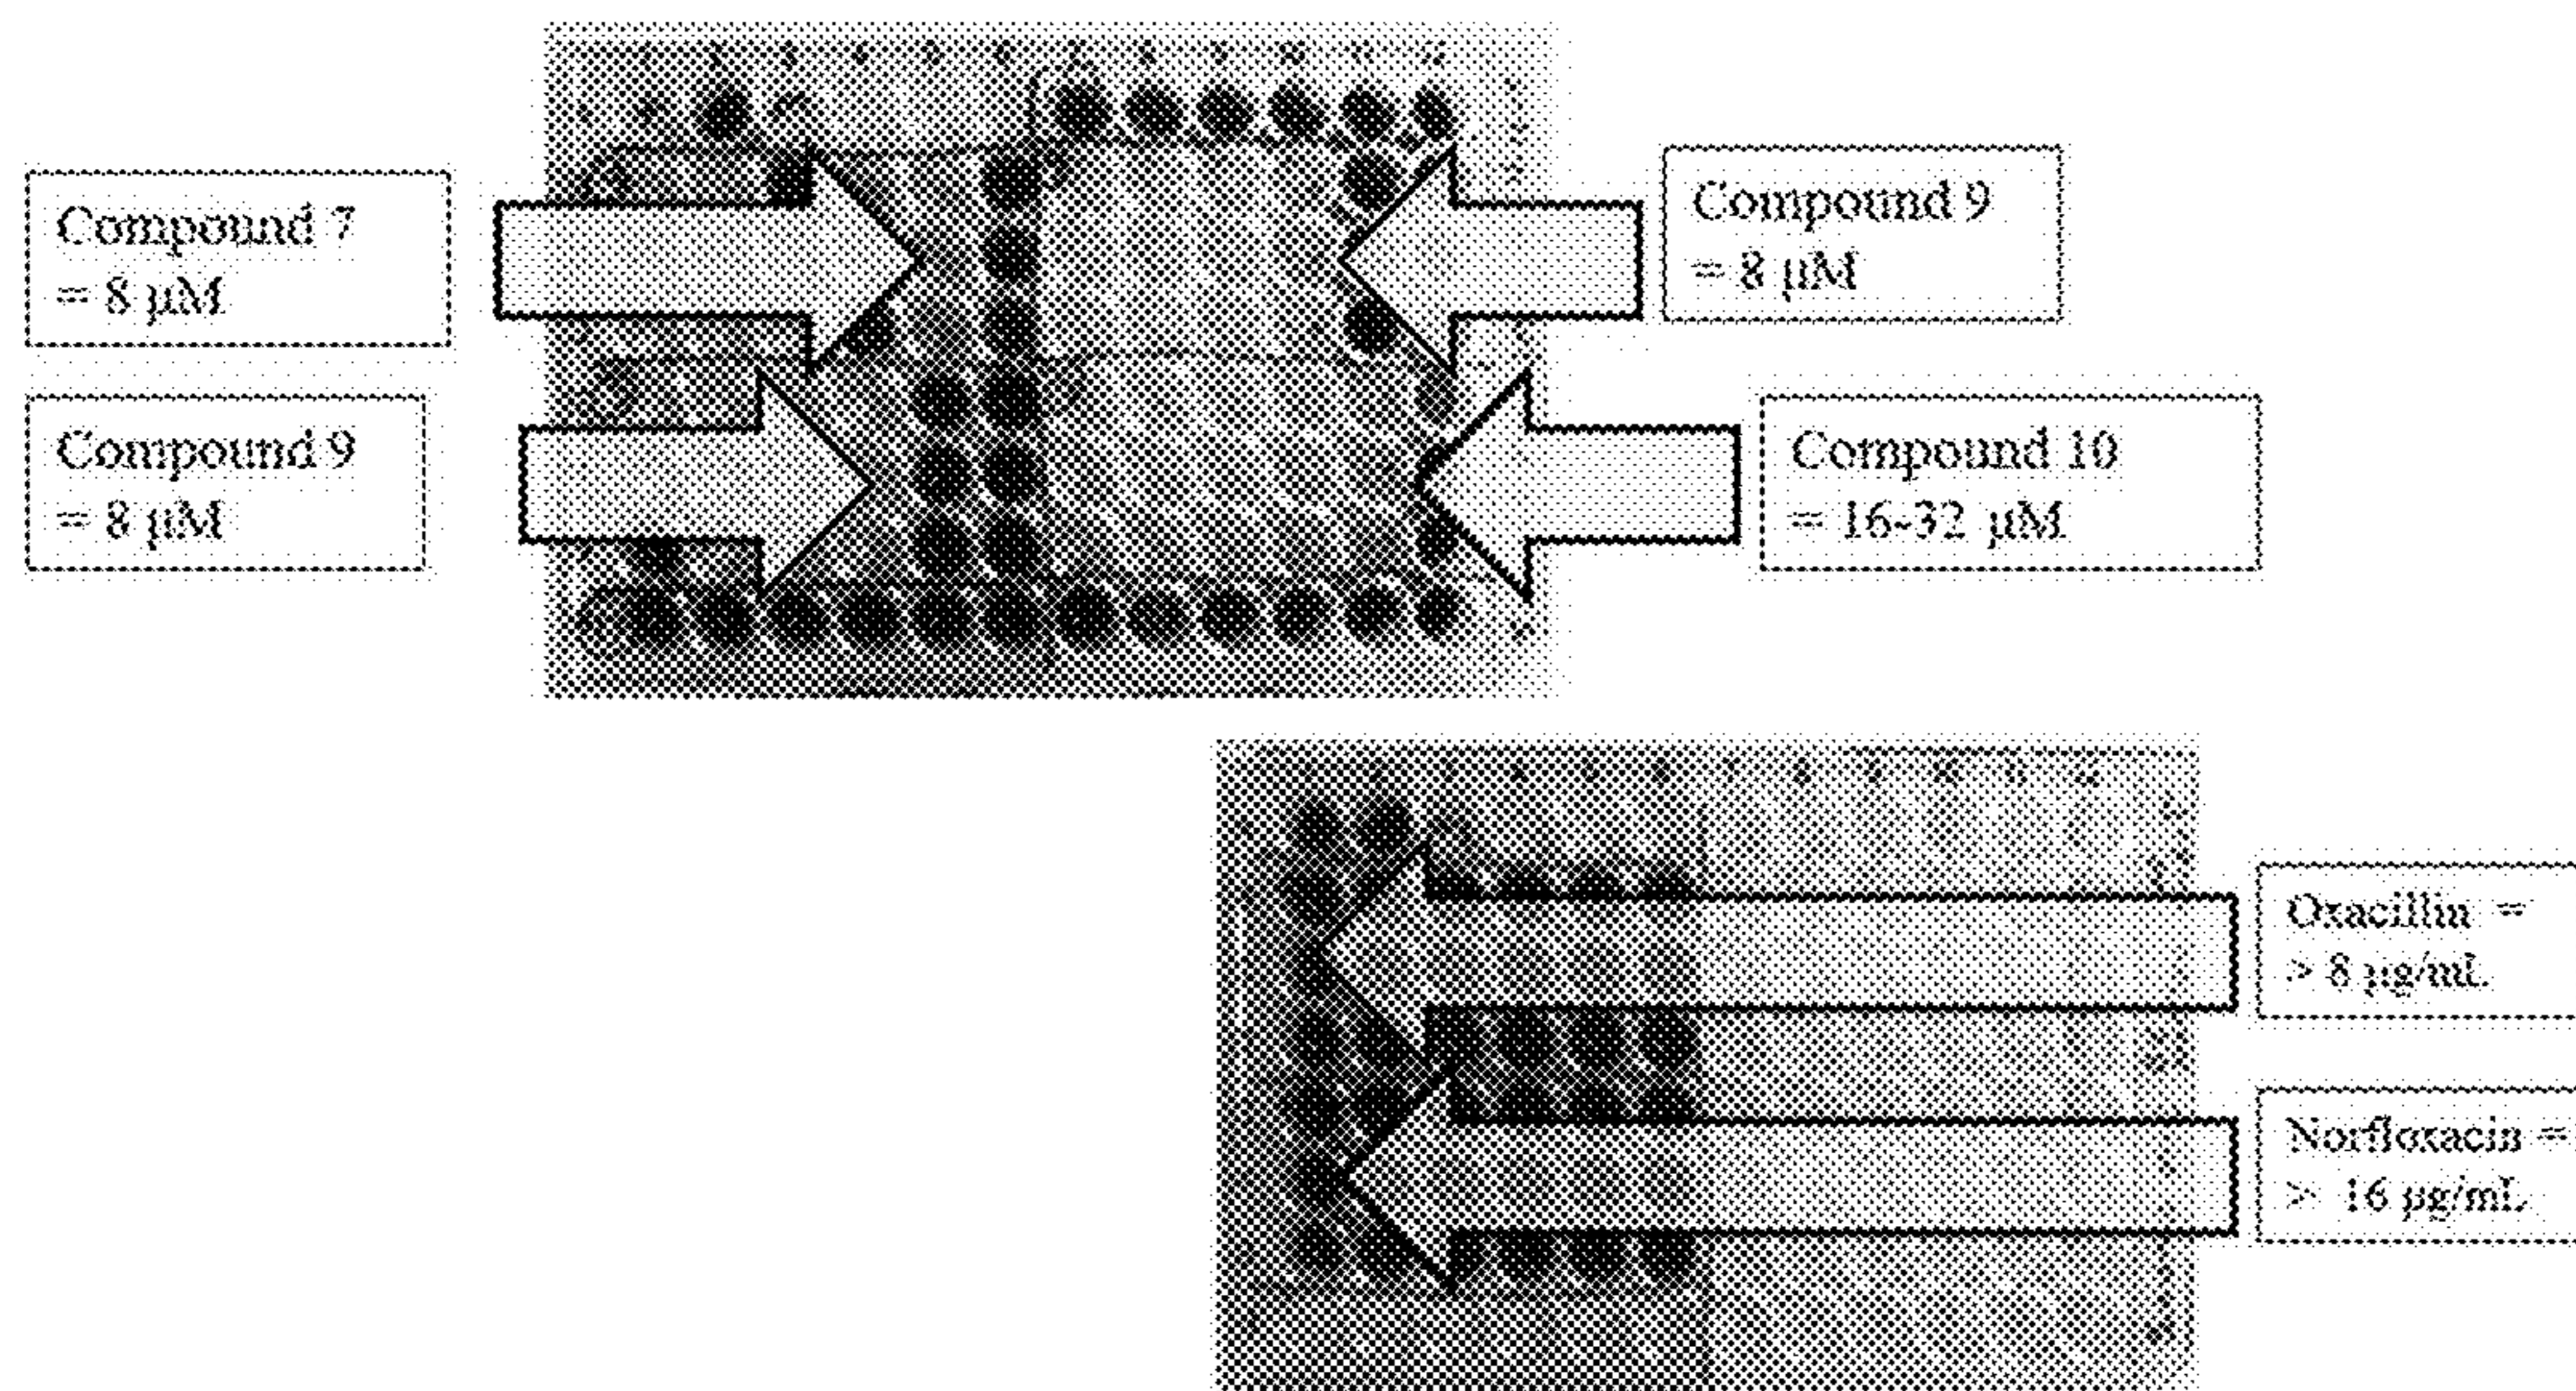 Compound 7
= 8 µM
Compound 9
= 8 µM
Compound 9
= 8 µM
Compound 10
= 16-32 µM
Oxacillin =
> 8 µg/mL
Norfloxacin =
> 16 µg/mL